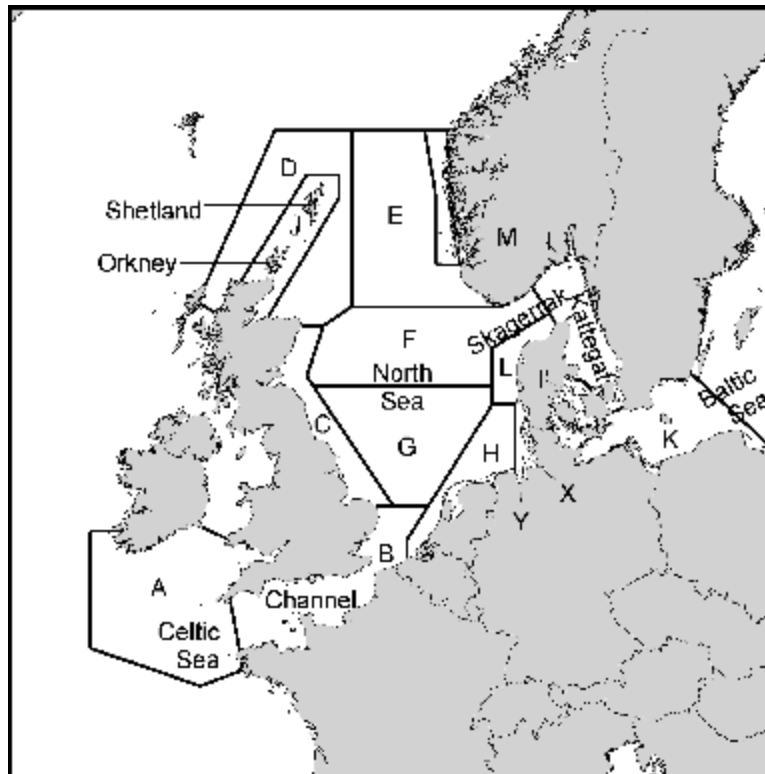 D
Shetland
J
E
M
Orkney
Skagerrak
Kattegat
F
North
Sea
L
I
C
G
H
Baltic
Sea
K
X
Y
B
A
Channel
Celtic
Sea